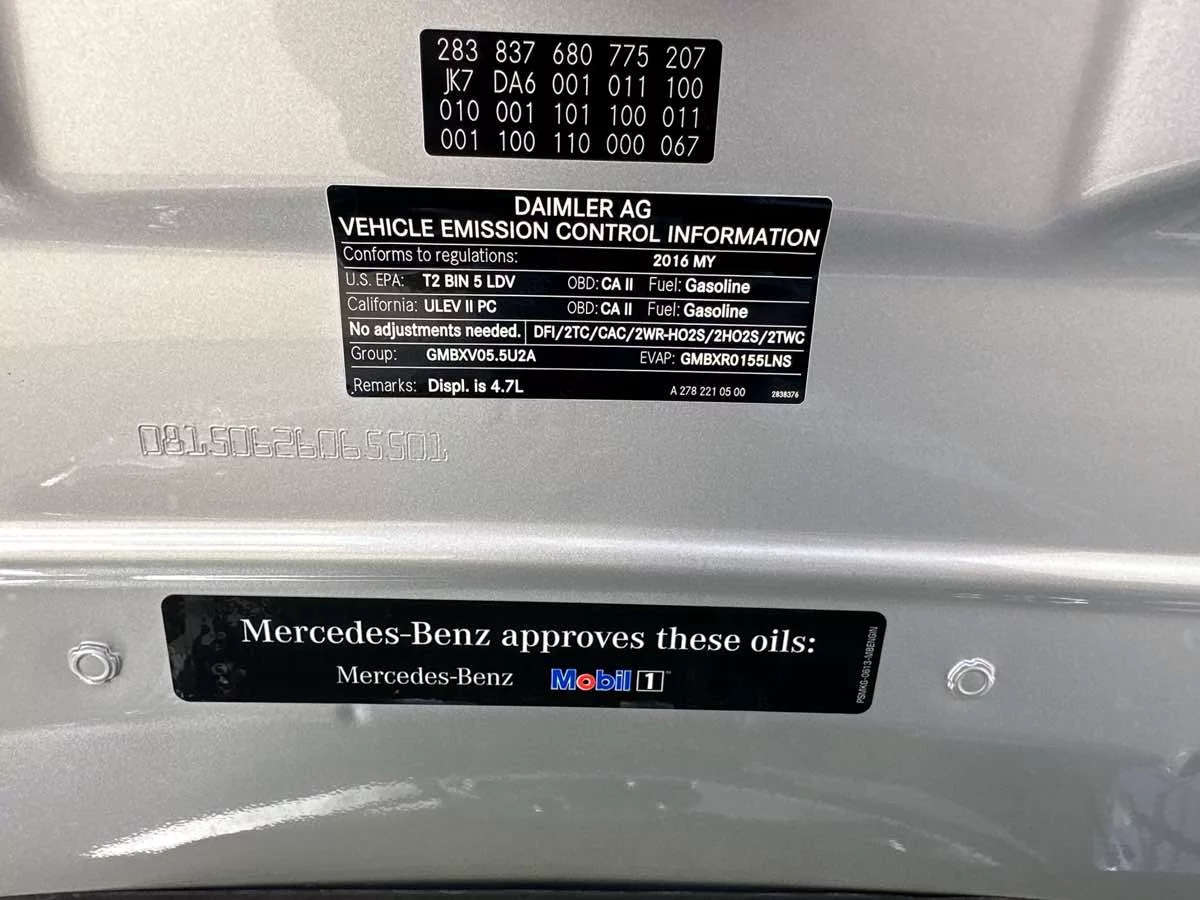 283 837 680 775 207
JK7 DA6 001 011 100
010 001 101 100 011
001 100 110 000 067
DAIMLER AG
VEHICLE EMISSION CONTROL INFORMATION
Conforms to regulations: 2016 MY
U.S. EPA: T2 BIN 5 LDV OBD: CA II Fuel: Gasoline
California: ULEV II PC OBD: CA II Fuel: Gasoline
No adjustments needed. DFI/2TC/CAC/2WR-HO2S/2HO2S/2TWC
Group: GMBXV05.5U2A EVAP: GMBXR0155LNS
Remarks: Displ. is 4.7L A 278 221 05 00 2838376
08150626065501
Mercedes-Benz approves these oils:
Mercedes-Benz Mobil 1
PSMKG-0813-MBENGIN